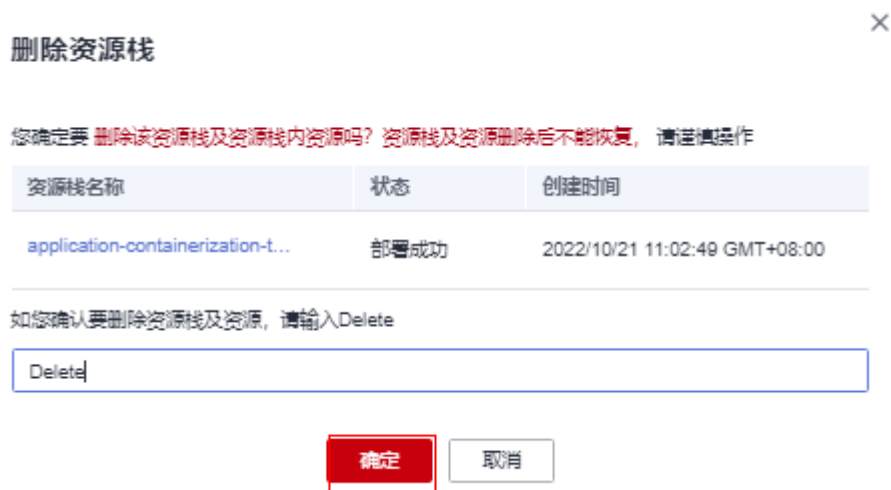 删除资源栈
您确定要 删除该资源栈及资源栈内资源吗？资源栈及资源删除后不能恢复， 请谨慎操作
资源栈名称 状态 创建时间
application-containerization-t... 部署成功 2022/10/21 11:02:49 GMT+08:00
如您确认要删除资源栈及资源，请输入Delete
Delete
确定 取消